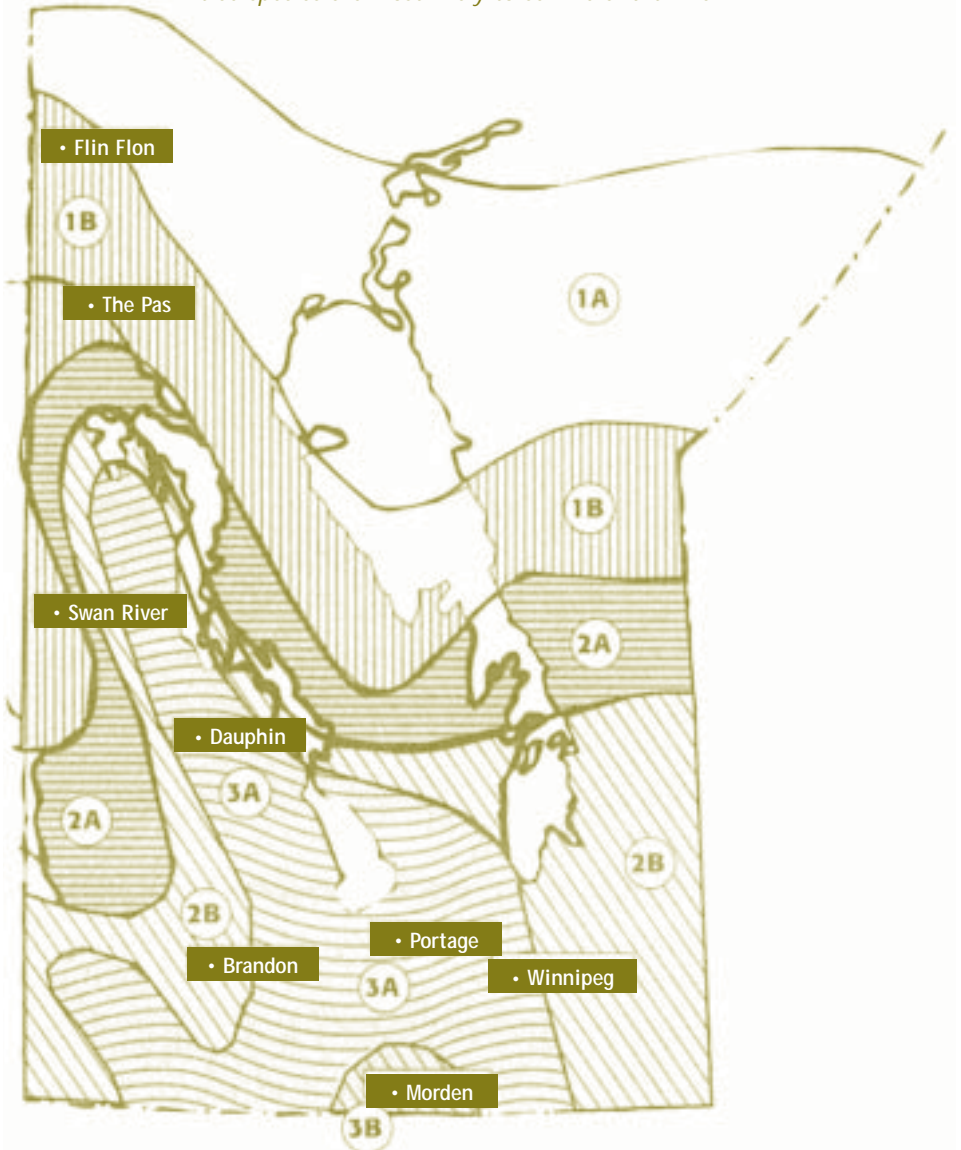 • Flin Flon
1B
• The Pas
1A
1B
• Swan River
2A
• Dauphin
3A
2A
2B
2B
• Portage
• Brandon
• Winnipeg
3A
• Morden
3B